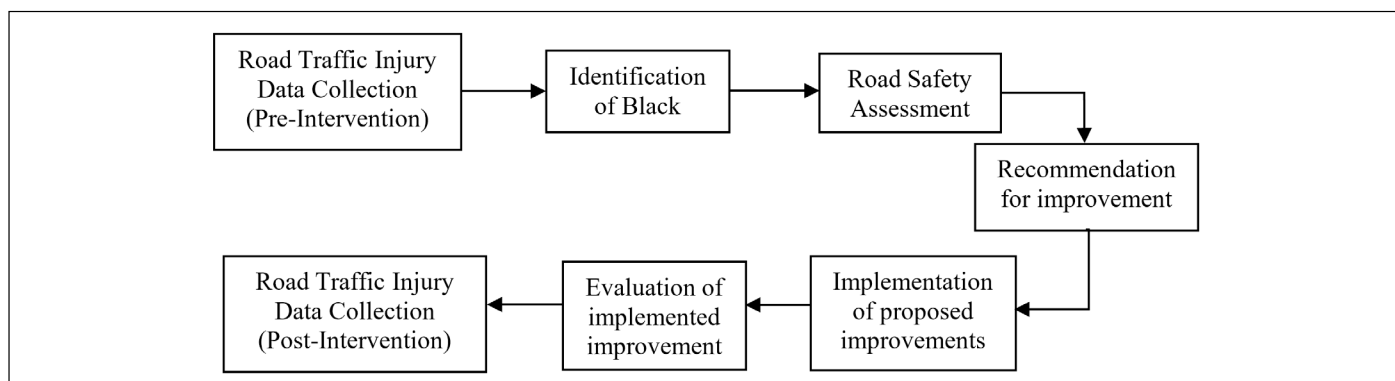 Road Traffic Injury
Data Collection
(Pre-Intervention)
Identification
of Black
Road Safety
Assessment
Recommendation
for improvement
Implementation
of proposed
improvements
Evaluation of
implemented
improvement
Road Traffic Injury
Data Collection
(Post-Intervention)